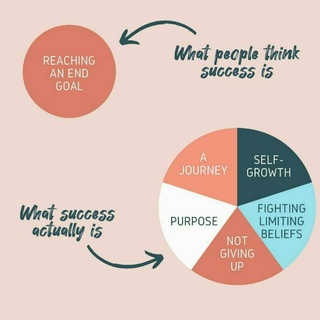 What people think
success is
REACHING
AN END
GOAL
What success
actually is
A
JOURNEY
SELF-
GROWTH
PURPOSE
FIGHTING
LIMITING
BELIEFS
NOT
GIVING
UP